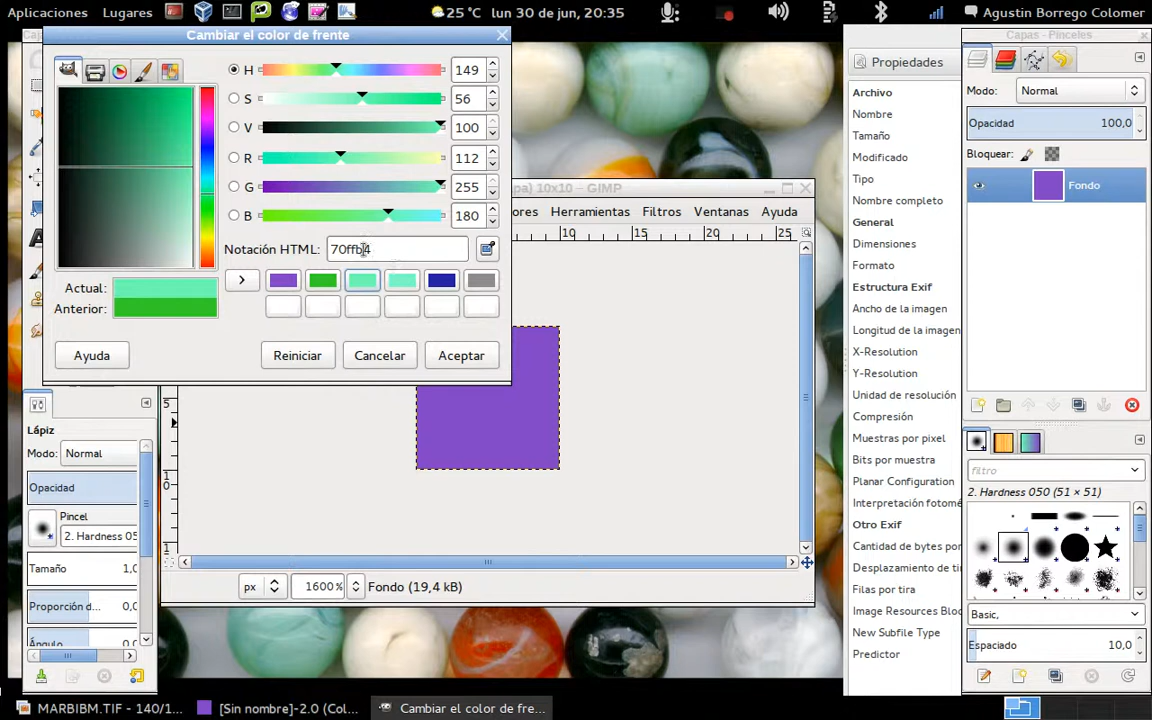 Aplicaciones Lugares 25 °C lun 30 de jun, 20:35 Agustin Borrego Colomer
Cambiar el color de frente
H 149
S 56
V 100
R 112
G 255
B 180
Notación HTML: 70ffb4
Actual:
Anterior:
Ayuda Reiniciar Cancelar Aceptar
10x10 – GIMP
Herramientas Filtros Ventanas Ayuda
10 15 20 25
5
10
px 1600% Fondo (19,4 kB)
Lápiz
Modo: Normal
Opacidad
Pincel
2. Hardness 05
Tamaño 1,0
Proporción d... 0,0
Ángulo 0,0
Propiedades
Archivo
Nombre
Tamaño
Modificado
Tipo
Nombre completo
General
Dimensiones
Formato
Esctructura Exif
Ancho de la imagen
Longitud de la imagen
X-Resolution
Y-Resolution
Unidad de resolución
Compresión
Muestras por píxel
Bits por muestra
Planar Configuration
Interpretación fotomé
Otro Exif
Cantidad de bytes por
Desplazamiento de tin
Filas por tira
Image Resources Bloc
New Subfile Type
Predictor
Capas - Pinceles
Modo: Normal
Opacidad 100,0
Bloquear:
Fondo
filtro
2. Hardness 050 (51 × 51)
Basic,
Espaciado 10,0
MARBIBM.TIF - 140/1... [Sin nombre]-2.0 (Col... Cambiar el color de fre...